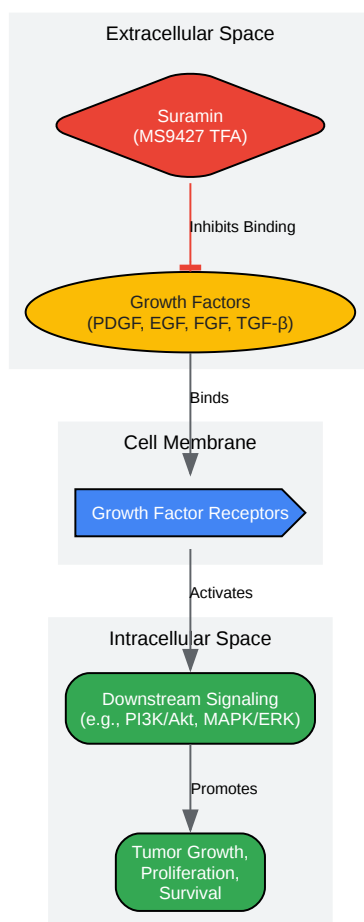 Extracellular Space
Suramin
(MS9427 TFA)
Inhibits Binding
Growth Factors
(PDGF, EGF, FGF, TGF-β)
Binds
Cell Membrane
Growth Factor Receptors
Activates
Intracellular Space
Downstream Signaling
(e.g., PI3K/Akt, MAPK/ERK)
Promotes
Tumor Growth,
Proliferation,
Survival